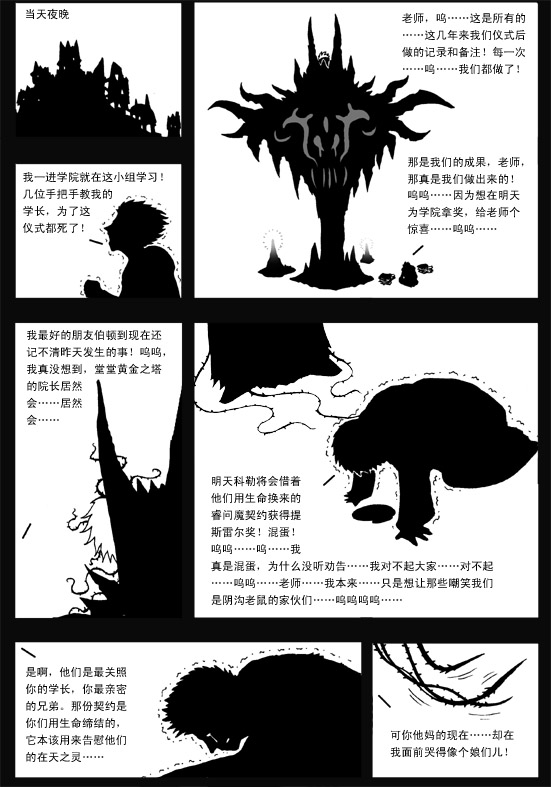 当天夜晚
老师，呜……这是所有的
……这几年来我们仪式后
做的记录和备注！每一次
……呜……我们都做了！
那是我们的成果，老师，
那真是我们做出来的！
呜呜……因为想在明天
为学院拿奖，给老师个
惊喜……呜呜……
我一进学院就在这小组学习！
几位手把手教我的
学长，为了这
仪式都死了！
我最好的朋友伯顿到现在还
记不清昨天发生的事！呜呜，
我真没想到，堂堂黄金之塔
的院长居然
会……居然
会……
明天科勒将会借着
他们用生命换来的
睿问魔契约获得提
斯雷尔奖！混蛋！
呜呜……呜……我
真是混蛋，为什么没听劝告……我对不起大家……对不起
……呜呜……老师……我本来……只是想让那些嘲笑我们
是阴沟老鼠的家伙们……呜呜呜呜……
是啊，他们是最关照
你的学长，你最亲密
的兄弟。那份契约是
你们用生命缔结的，
它本该用来告慰他们
的在天之灵……
可你他妈的现在……却在
我面前哭得像个娘们儿！